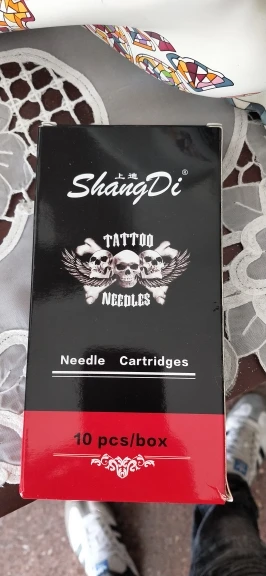 上迪
ShangDi®
TATTOO
NEEDLES
Needle Cartridges
10 pcs/box